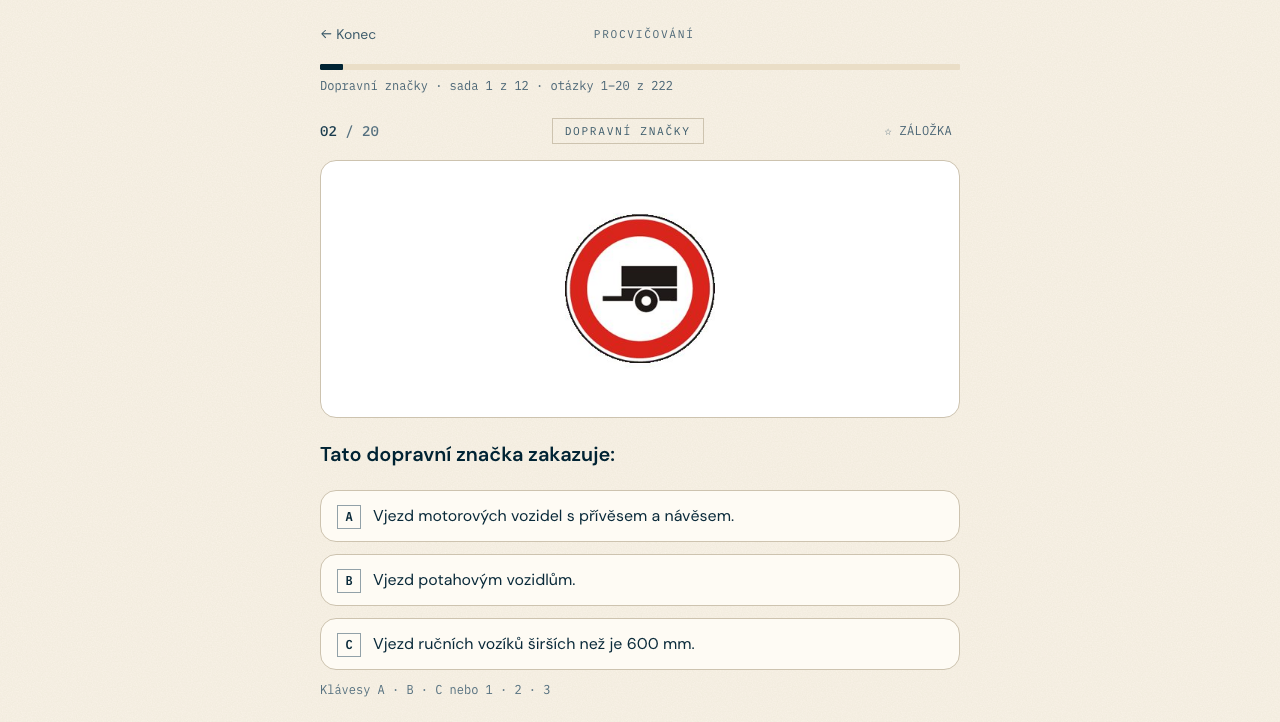 ← Konec
PROCVIČOVÁNÍ
Dopravní značky · sada 1 z 12 · otázky 1–20 z 222
02 / 20
DOPRAVNÍ ZNAČKY
☆ ZÁLOŽKA
Tato dopravní značka zakazuje:
A Vjezd motorových vozidel s přívěsem a návěsem.
B Vjezd potahovým vozidlům.
C Vjezd ručních vozíků širších než je 600 mm.
Klávesy A · B · C nebo 1 · 2 · 3